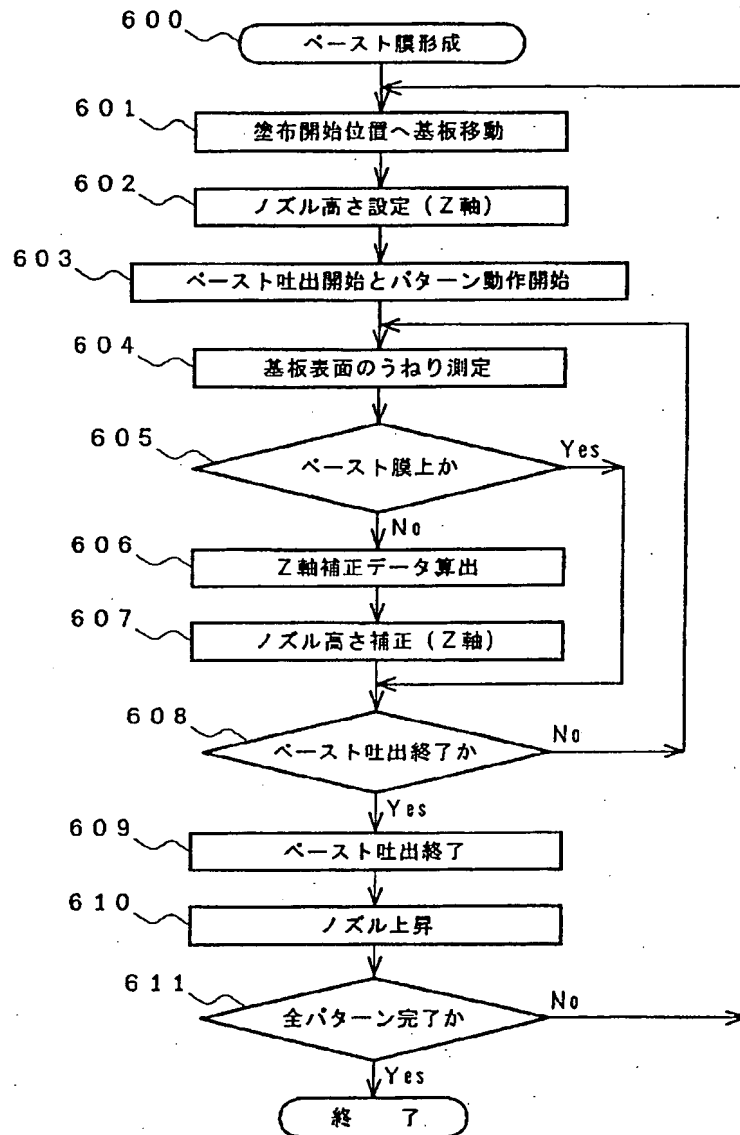 600
ペースト膜形成
601
塗布開始位置へ基板移動
602
ノズル高さ設定(Z軸)
603
ペースト吐出開始とパターン動作開始
604
基板表面のうねり測定
605
ペースト膜上か
Yes
No
606
Z軸補正データ算出
607
ノズル高さ補正(Z軸)
608
ペースト吐出終了か
No
Yes
609
ペースト吐出終了
610
ノズル上昇
611
全パターン完了か
No
Yes
終 了